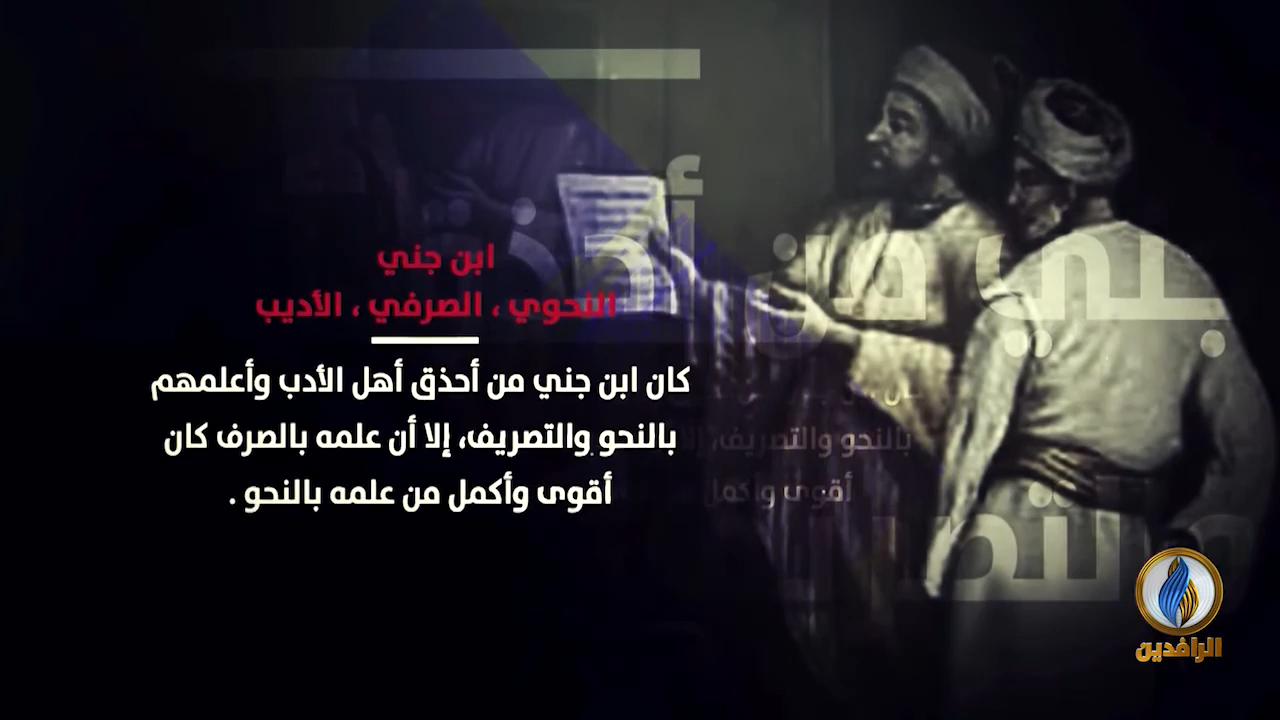 ابن جني
النحوي ، الصرفي ، الأديب
كان ابن جني من أحذق أهل الأدب وأعلمهم
بالنحو والتصريف، إلا أن علمه بالصرف كان
أقوى وأكمل من علمه بالنحو .
الرافدين